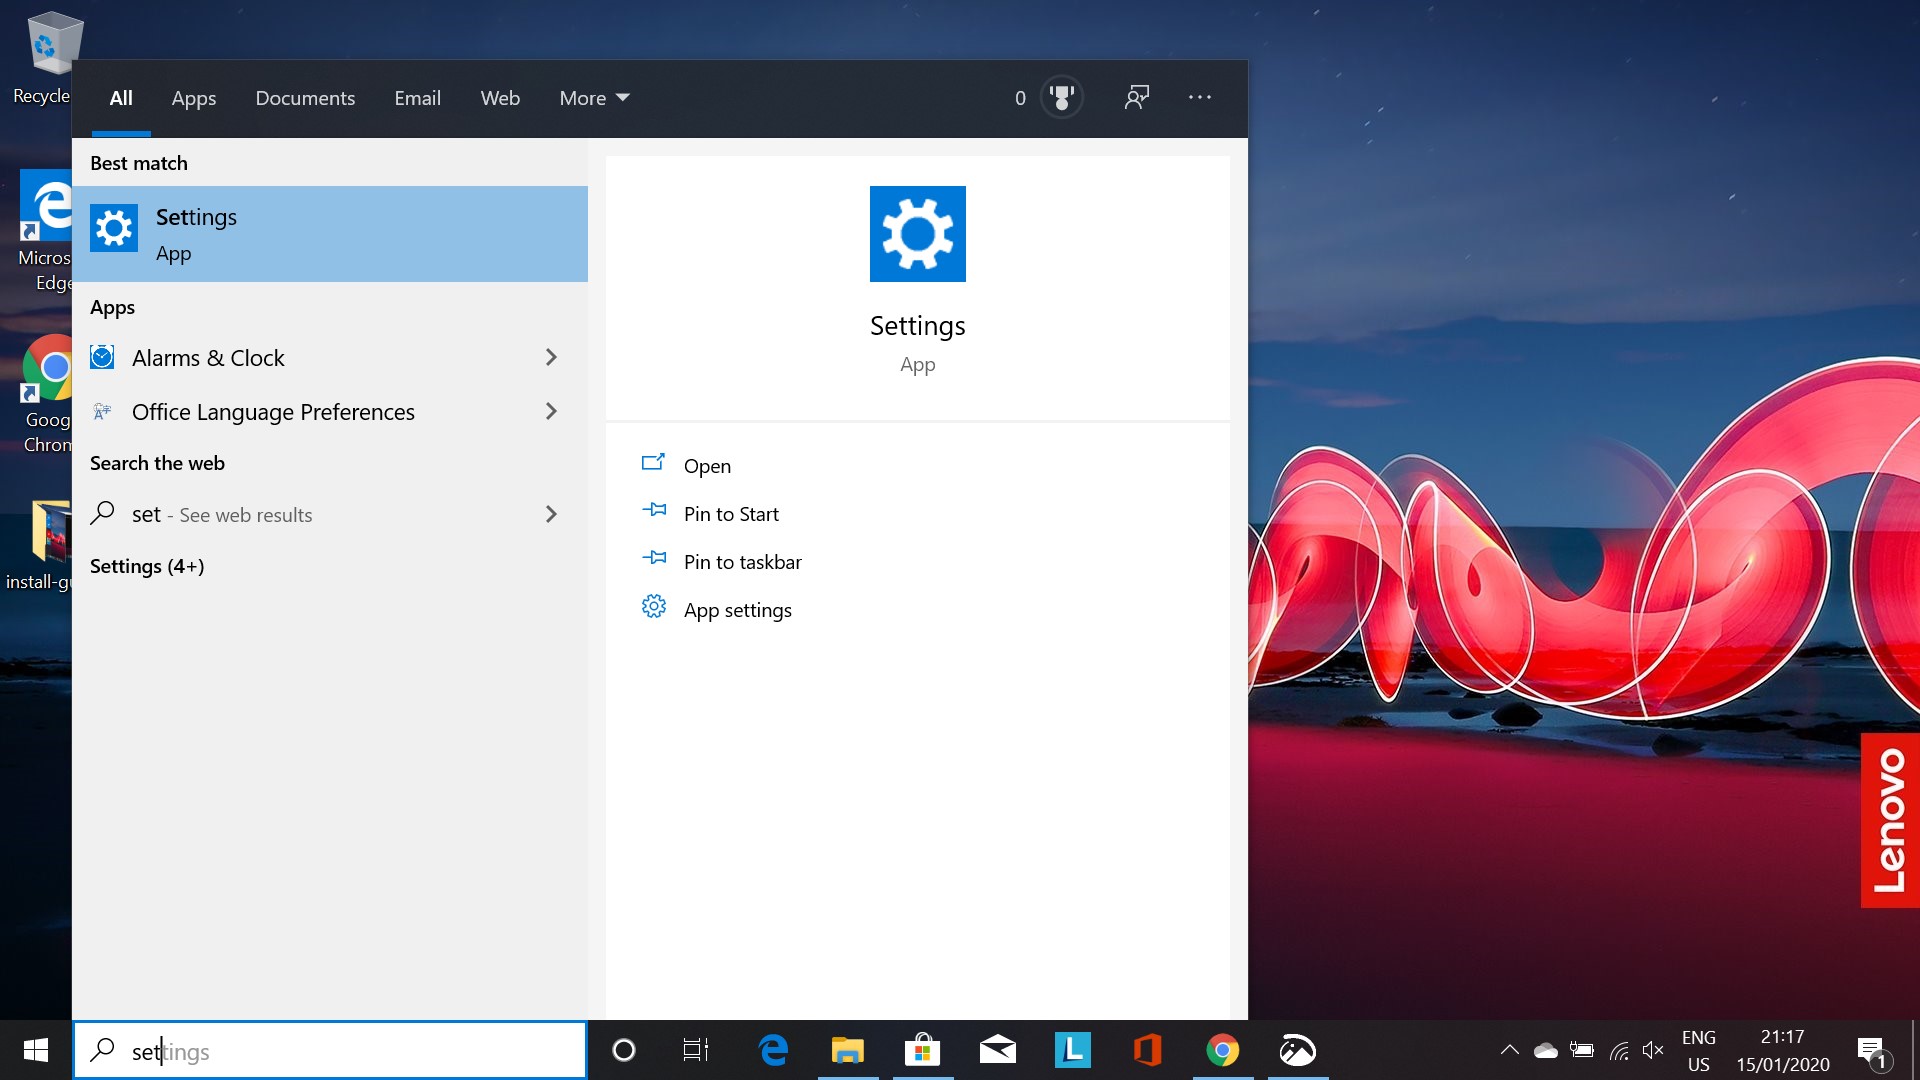 Recycle
Micros
Edge
Goog
Chrom
install-gu
All
Apps
Documents
Email
Web
More
0
Best match
Settings
App
Apps
Alarms & Clock
Office Language Preferences
Search the web
set - See web results
Settings (4+)
Settings
App
Open
Pin to Start
Pin to taskbar
App settings
Lenovo
settings
ENG
US
21:17
15/01/2020
1